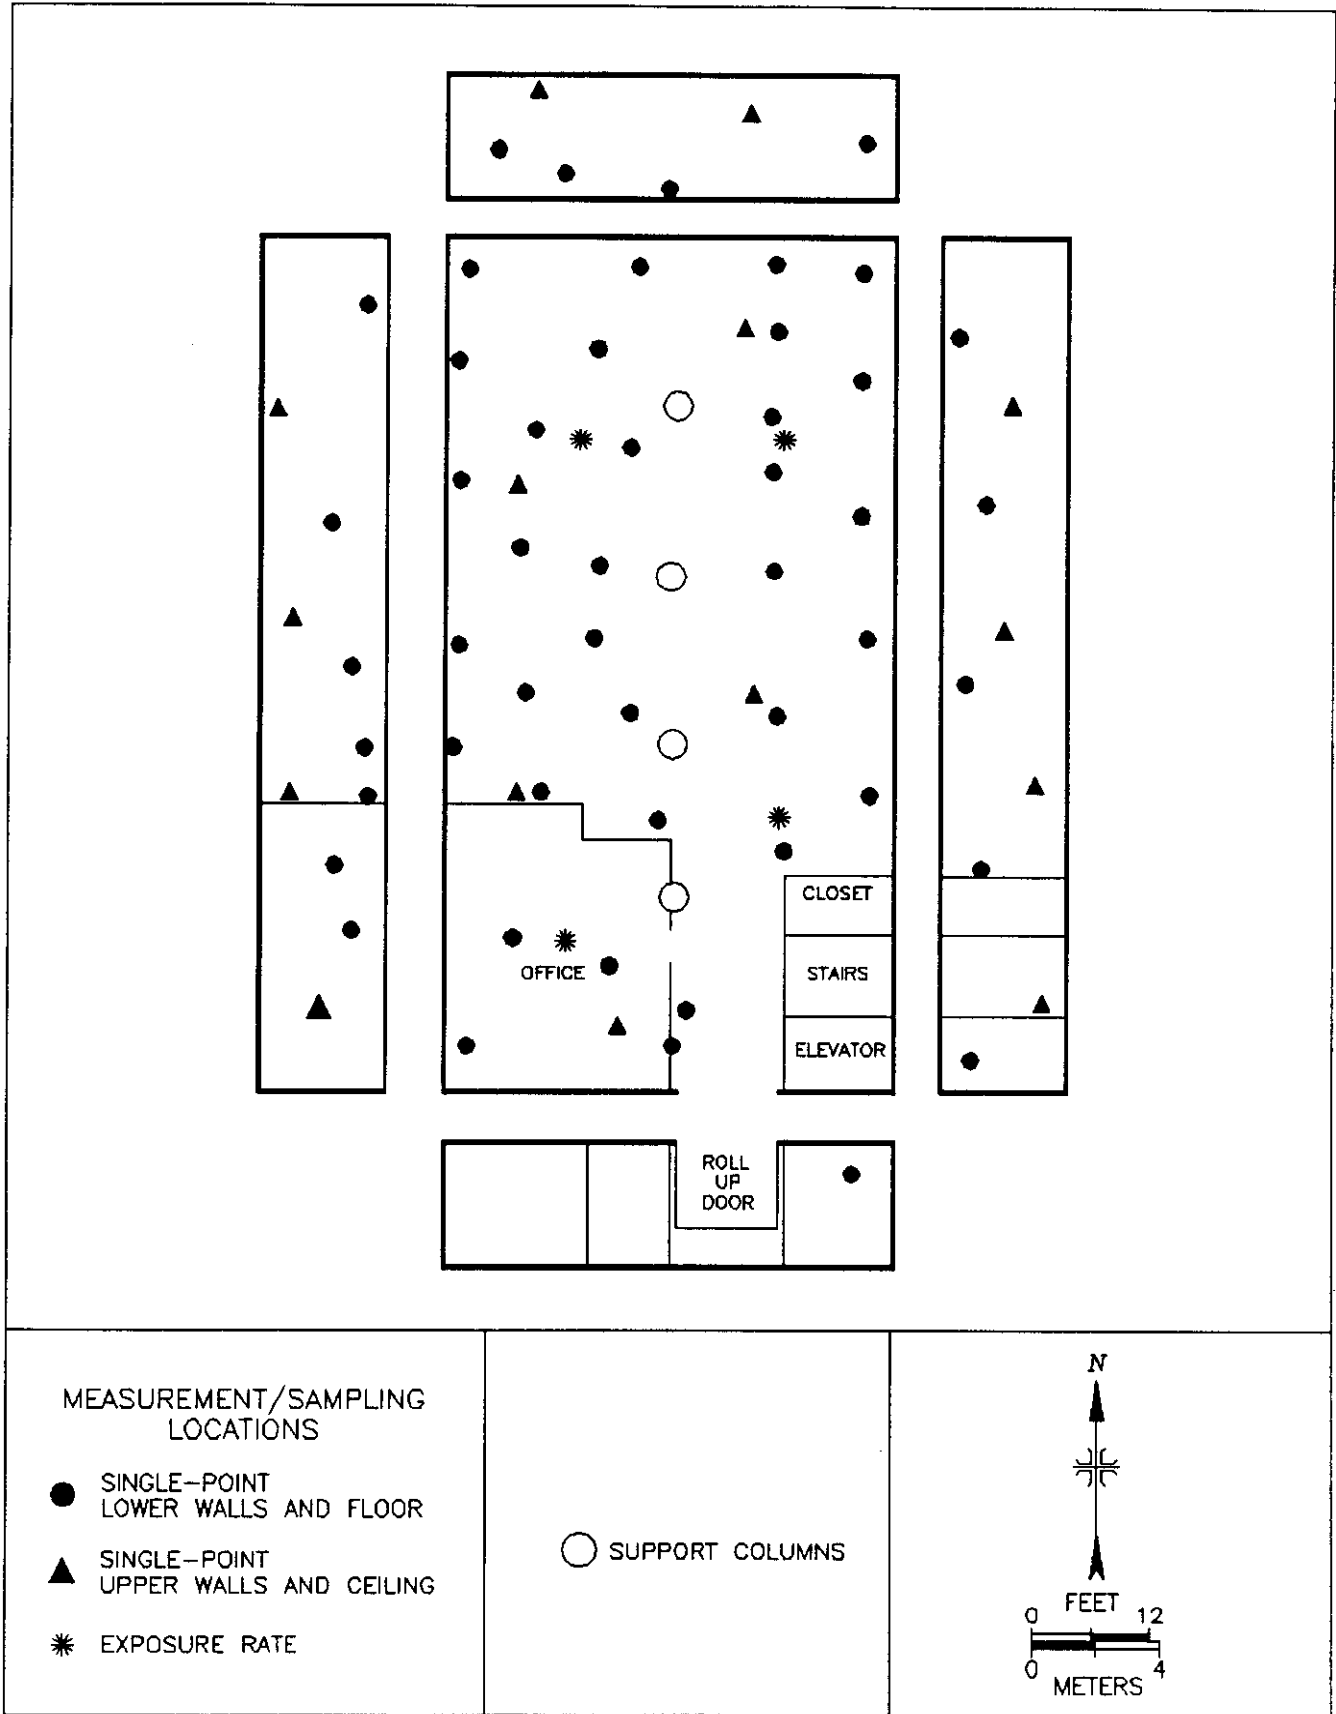 CLOSET
OFFICE
STAIRS
ELEVATOR
ROLL
UP
DOOR
MEASUREMENT/SAMPLING
LOCATIONS
SINGLE-POINT
LOWER WALLS AND FLOOR
SINGLE-POINT
UPPER WALLS AND CEILING
EXPOSURE RATE
SUPPORT COLUMNS
N
FEET
0 12
0 4
METERS